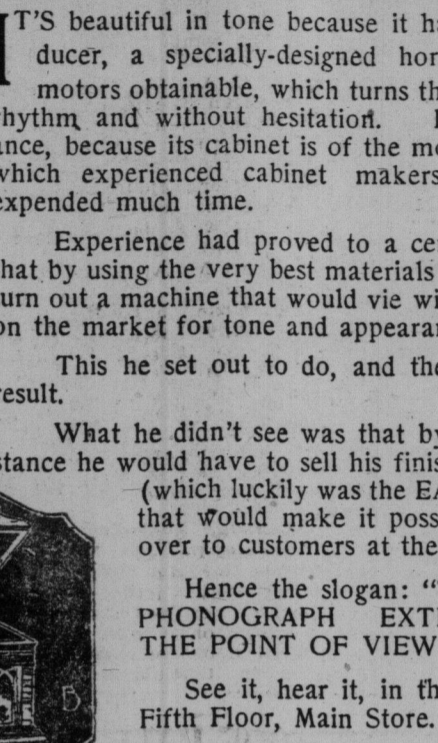 IT'S beautiful in tone because it h
ducer, a specially-designed hor
motors obtainable, which turns th
hythm, and without hesitation.
ance, because its cabinet is of the m
which experienced cabinet makers
expended much time.
Experience had proved to a ce
hat by using the very best materials
urn out a machine that would vie wi
on the market for tone and appeara
This he set out to do, and the
result.
What he didn't see was that by
stance he would have to sell his finis
(which luckily was the EA
that would make it poss
over to customers at the
Hence the slogan: "
PHONOGRAPH EXT
THE POINT OF VIEW
See it, hear it, in th
Fifth Floor, Main Store.